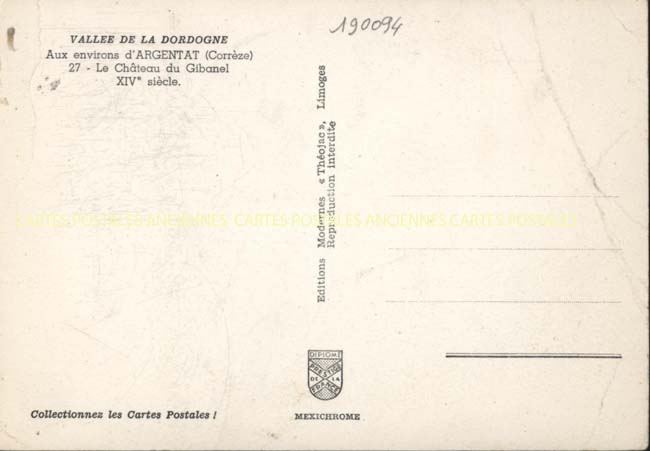 190094
VALLEE DE LA DORDOGNE
Aux environs d'ARGENTAT (Corrèze)
27 - Le Château du Gibanel
XIVe siècle.
Editions Modernes « Théojac », Limoges
Reproduction interdite
CARTES POSTALES ANCIENNES CARTES POSTALES ANCIENNES CARTES POSTALES
DIPLOME
PRESTIGE
DE LA
FRANCE
Collectionnez les Cartes Postales !
MEXICHROME